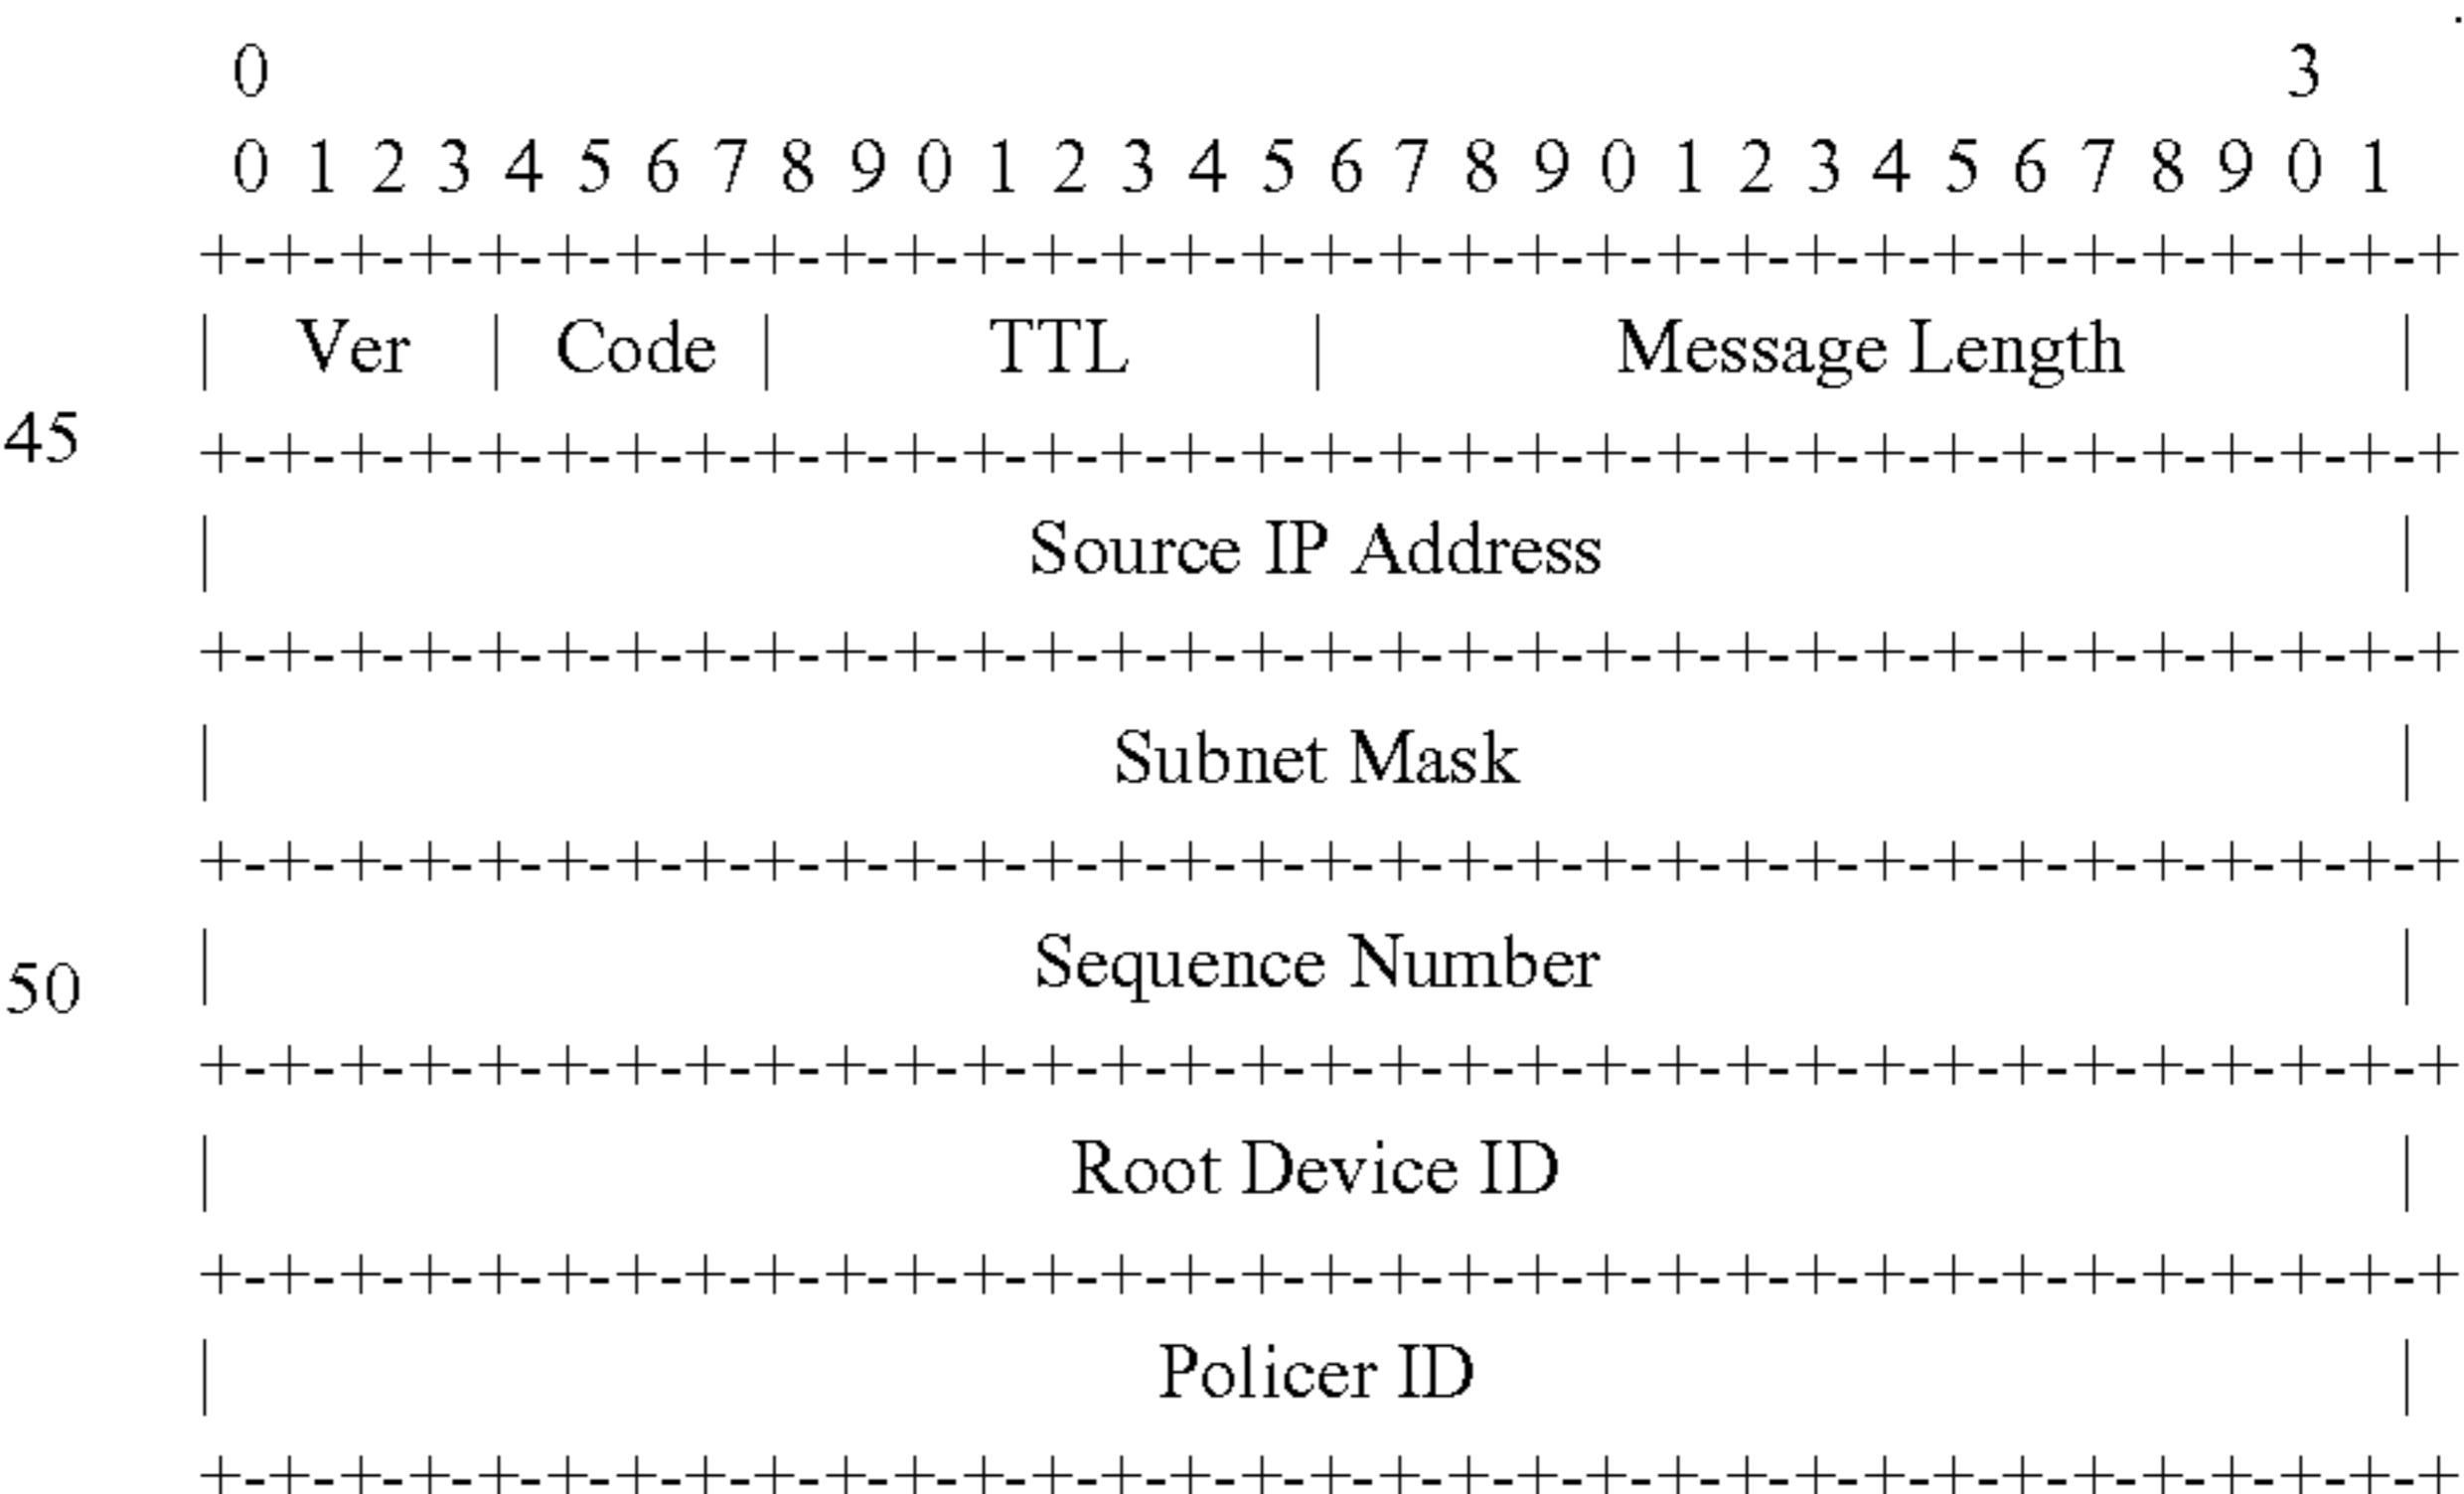 .
0 3
0 1 2 3 4 5 6 7 8 9 0 1 2 3 4 5 6 7 8 9 0 1 2 3 4 5 6 7 8 9 0 1
+-+-+-+-+-+-+-+-+-+-+-+-+-+-+-+-+-+-+-+-+-+-+-+-+-+-+-+-+-+-+-+-+
| Ver | Code | TTL | Message Length |
45 +-+-+-+-+-+-+-+-+-+-+-+-+-+-+-+-+-+-+-+-+-+-+-+-+-+-+-+-+-+-+-+-+
| Source IP Address |
+-+-+-+-+-+-+-+-+-+-+-+-+-+-+-+-+-+-+-+-+-+-+-+-+-+-+-+-+-+-+-+-+
| Subnet Mask |
+-+-+-+-+-+-+-+-+-+-+-+-+-+-+-+-+-+-+-+-+-+-+-+-+-+-+-+-+-+-+-+-+
50 | Sequence Number |
+-+-+-+-+-+-+-+-+-+-+-+-+-+-+-+-+-+-+-+-+-+-+-+-+-+-+-+-+-+-+-+-+
| Root Device ID |
+-+-+-+-+-+-+-+-+-+-+-+-+-+-+-+-+-+-+-+-+-+-+-+-+-+-+-+-+-+-+-+-+
| Policer ID |
+-+-+-+-+-+-+-+-+-+-+-+-+-+-+-+-+-+-+-+-+-+-+-+-+-+-+-+-+-+-+-+-+